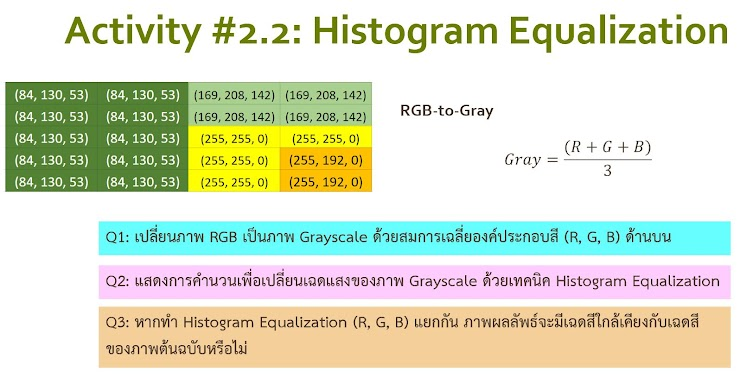 Activity #2.2: Histogram Equalization
(84, 130, 53) (84, 130, 53) (169, 208, 142) (169, 208, 142)
(84, 130, 53) (84, 130, 53) (169, 208, 142) (169, 208, 142)
(84, 130, 53) (84, 130, 53) (255, 255, 0) (255, 255, 0)
(84, 130, 53) (84, 130, 53) (255, 255, 0) (255, 192, 0)
(84, 130, 53) (84, 130, 53) (255, 255, 0) (255, 192, 0)
RGB-to-Gray
Gray = (R + G + B) / 3
Q1: เปลี่ยนภาพ RGB เป็นภาพ Grayscale ด้วยสมการเฉลี่ยองค์ประกอบสี (R, G, B) ด้านบน
Q2: แสดงการคำนวนเพื่อเปลี่ยนเฉดแสงของภาพ Grayscale ด้วยเทคนิค Histogram Equalization
Q3: หากทำ Histogram Equalization (R, G, B) แยกกัน ภาพผลลัพธ์จะมีเฉดสีใกล้เคียงกับเฉดสี
ของภาพต้นฉบับหรือไม่